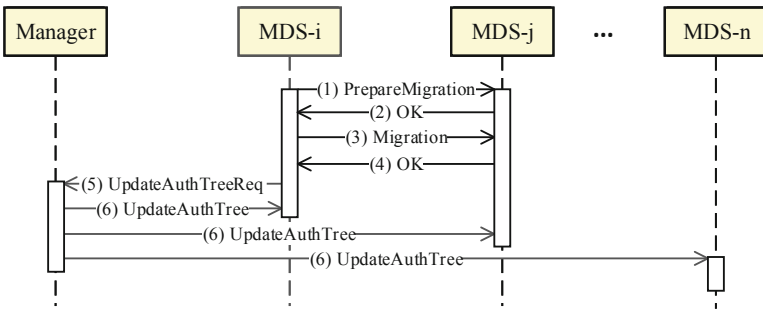 Manager
MDS-i
MDS-j
...
MDS-n
(1) PrepareMigration
(2) OK
(3) Migration
(4) OK
(5) UpdateAuthTreeReq
(6) UpdateAuthTree
(6) UpdateAuthTree
(6) UpdateAuthTree